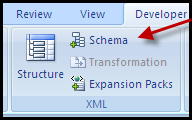 Review View Developer
Schema
Transformation
Structure Expansion Packs
XML